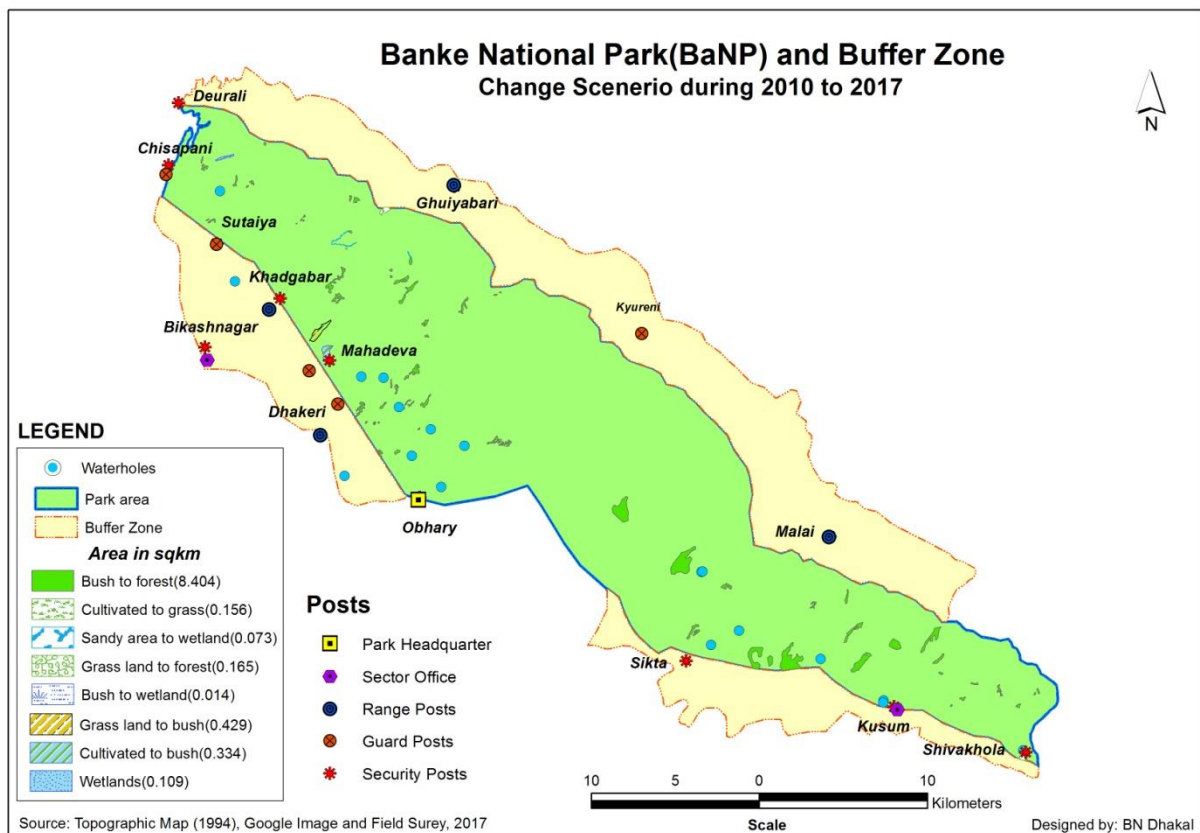 Banke National Park(BaNP) and Buffer Zone
Change Scenerio during 2010 to 2017
N
Deurali
Chisapani
Ghuiyabari
Sutaiya
Khadgabar
Kyureni
Bikashnagar
Mahadeva
Dhakeri
Obhary
Malai
Sikta
Kusum
Shivakhola
LEGEND
Waterholes
Park area
Buffer Zone
Area in sqkm
Bush to forest(8.404)
Cultivated to grass(0.156)
Sandy area to wetland(0.073)
Grass land to forest(0.165)
Bush to wetland(0.014)
Grass land to bush(0.429)
Cultivated to bush(0.334)
Wetlands(0.109)
Posts
Park Headquarter
Sector Office
Range Posts
Guard Posts
Security Posts
10 5 0 10
Kilometers
Scale
Source: Topographic Map (1994), Google Image and Field Surey, 2017
Designed by: BN Dhakal